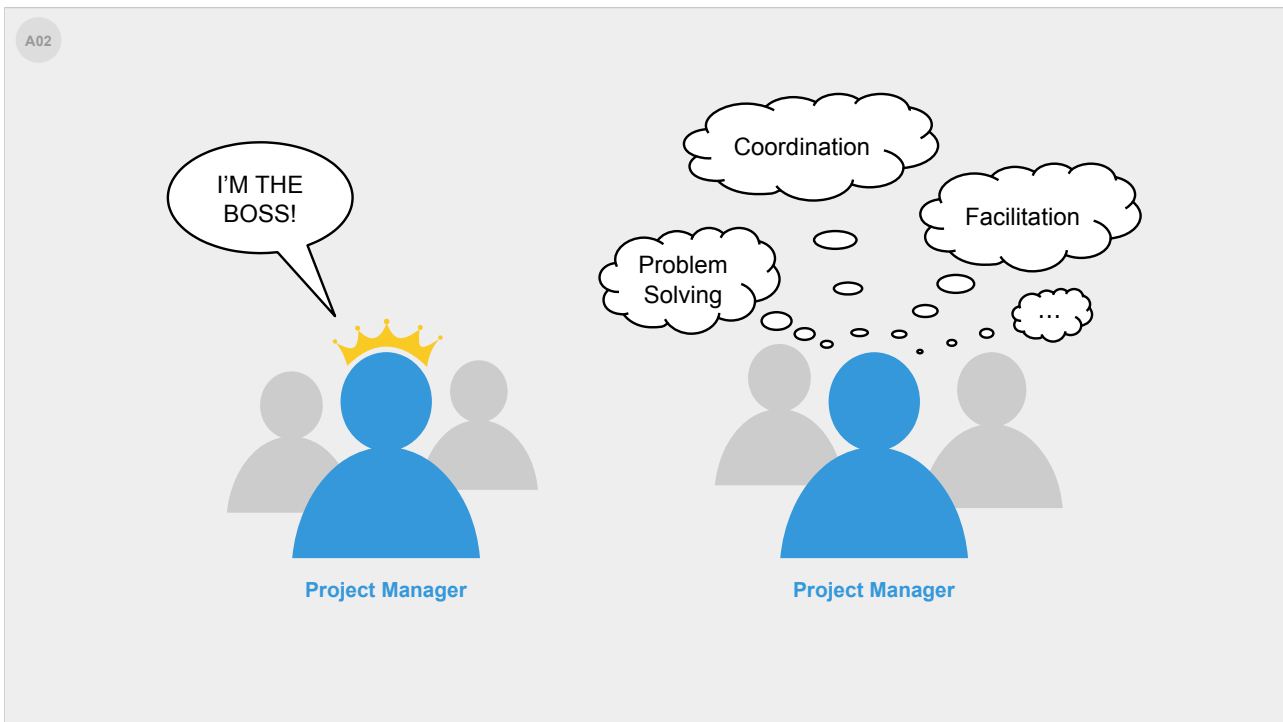 A02
I’M THE
BOSS!
Coordination
Facilitation
Problem
Solving
...
Project Manager
Project Manager